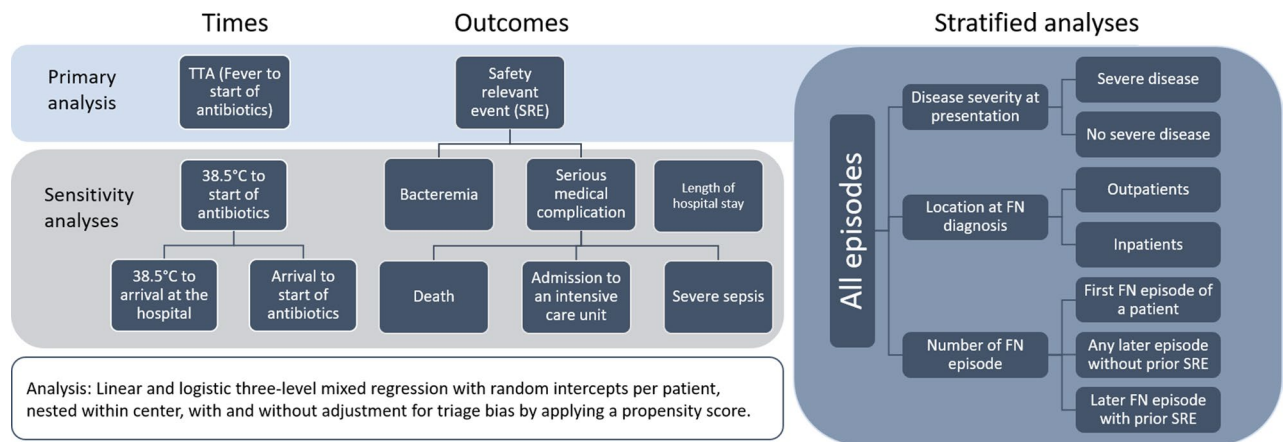 Times
Outcomes
Stratified analyses
Primary
analysis
TTA (Fever to
start of
antibiotics)
Safety
relevant
event (SRE)
Sensitivity
analyses
38.5°C to
start of
antibiotics
Bacteremia
Serious
medical
complication
Length of
hospital stay
38.5°C to
arrival at the
hospital
Arrival to
start of
antibiotics
Death
Admission to
an intensive
care unit
Severe sepsis
Analysis: Linear and logistic three-level mixed regression with random intercepts per patient,
nested within center, with and without adjustment for triage bias by applying a propensity score.
All episodes
Disease severity at
presentation
Severe disease
No severe disease
Location at FN
diagnosis
Outpatients
Inpatients
Number of FN
episode
First FN episode of
a patient
Any later episode
without prior SRE
Later FN episode
with prior SRE